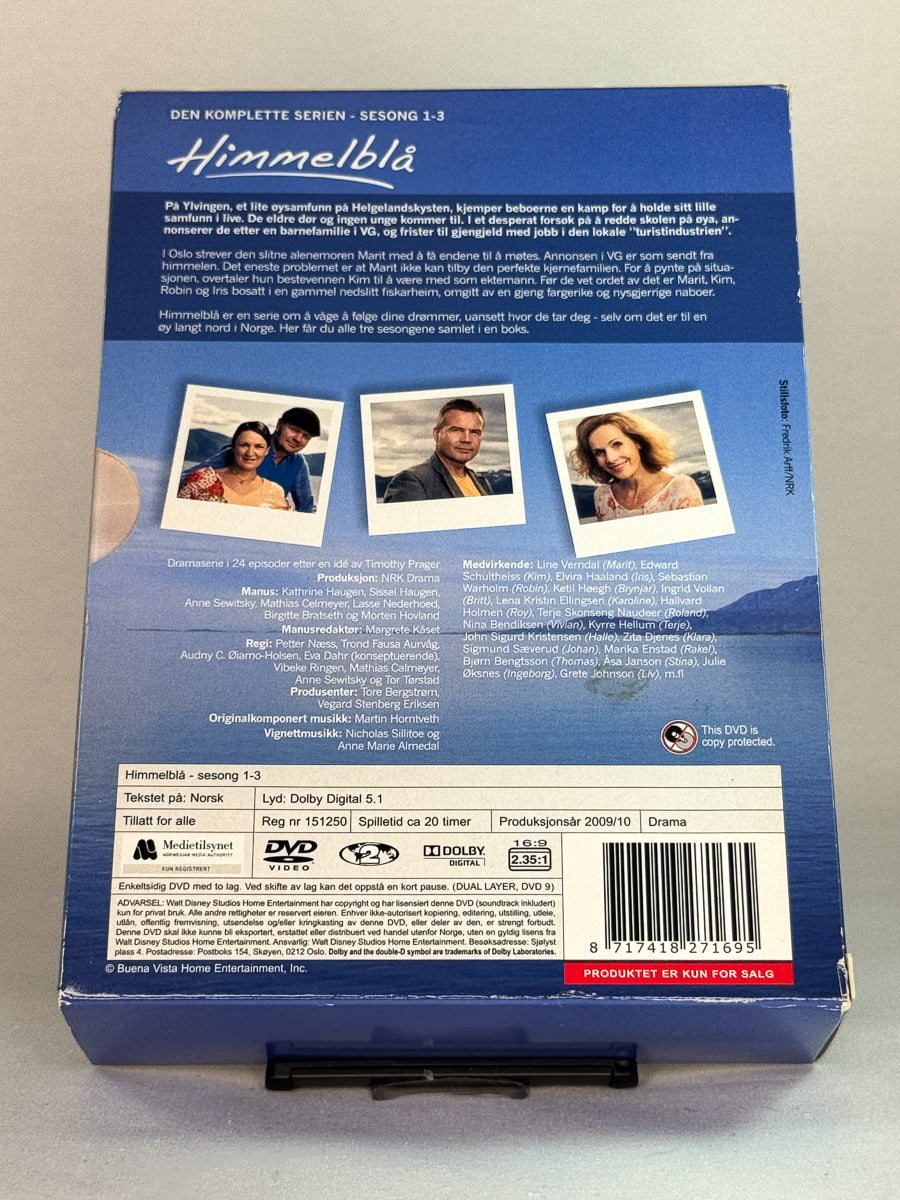 DEN KOMPLETTE SERIEN - SESONG 1-3
Himmelblå
På Ylvingen, et lite øysamfunn på Helgelandskysten, kjemper beboerne en kamp for å holde sitt lille
samfunn i live. De eldre dør og ingen unge kommer til. I et desperat forsøk på å redde skolen på øya, an-
nonserer de etter en barnefamilie i VG, og frister til gjengjeld med jobb i den lokale "turistindustrien".
I Oslo strever den slitne alenemoren Marit med å få endene til å møtes. Annonsen i VG er som sendt fra
himmelen. Det eneste problemet er at Marit ikke kan tilby den perfekte kjernefamilien. For å pynte på situa-
sjonen, overtaler hun bestevennen Kim til å være med som ektemann. Før de vet ordet av det er Marit, Kim,
Robin og Iris bosatt i en gammel nedslitt fiskarheim, omgitt av en gjeng fargerike og nysgjerrige naboer.
Himmelblå er en serie om å våge å følge dine drømmer, uansett hvor de tar deg - selv om det er til en
øy langt nord i Norge. Her får du alle tre sesongene samlet i en boks.
Stillsfoto: Fredrik Arff/NRK
Dramaserie i 24 episoder etter en idé av Timothy Prager
Produksjon: NRK Drama
Manus: Kathrine Haugen, Sissel Haugen,
Anne Sewitsky, Mathias Celmeyer, Lasse Nederhoed,
Birgitte Bratseth og Morten Hovland
Manusredaktør: Margrete Kåset
Regi: Petter Næss, Trond Fausa Aurvåg,
Audny C. Øiamo-Holsen, Eva Dahr (konseptuerende),
Vibeke Ringen, Mathias Calmeyer,
Anne Sewitsky og Tor Tørstad
Produsenter: Tore Bergstrøm,
Vegard Stenberg Eriksen
Originalkomponert musikk: Martin Horntveth
Vignettmusikk: Nicholas Sillitoe og
Anne Marie Almedal
Medvirkende: Line Verndal (Marit), Edward
Schultheiss (Kim), Elvira Haaland (Iris), Sebastian
Warholm (Robin), Ketil Høegh (Brynjar), Ingrid Vollan
(Britt), Lena Kristin Ellingsen (Karoline), Hallvard
Holmen (Roy), Terje Skonseng Naudeer (Roland),
Nina Bendiksen (Vivian), Kyrre Hellum (Terje),
John Sigurd Kristensen (Halle), Zita Djenes (Klara),
Sigmund Sæverud (Johan), Marika Enstad (Rakel),
Bjørn Bengtsson (Thomas), Åsa Janson (Stina), Julie
Øksnes (Ingeborg), Grete Johnson (Liv), m.fl
This DVD is
copy protected.
Himmelblå - sesong 1-3
Tekstet på: Norsk
Lyd: Dolby Digital 5.1
Tillatt for alle
Reg nr 151250
Spilletid ca 20 timer
Produksjonsår 2009/10
Drama
Medietilsynet
NORWEGIAN MEDIA AUTHORITY
KUN REGISTRERT
DVD
VIDEO
2
DOLBY
DIGITAL
16:9
2.35:1
Enkeltsidig DVD med to lag. Ved skifte av lag kan det oppstå en kort pause. (DUAL LAYER, DVD 9)
ADVARSEL: Walt Disney Studios Home Entertainment har copyright og har lisensiert denne DVD (soundtrack inkludert)
kun for privat bruk. Alle andre rettigheter er reservert eieren. Enhver ikke-autorisert kopiering, editering, utstilling, utleie,
utlån, offentlig fremvisning, utsendelse og/eller kringkasting av denne DVD, eller deler av den, er strengt forbudt.
Denne DVD skal ikke kunne bli eksportert, erstattet eller distribuert ved handel utenfor Norge, uten en gyldig lisens fra
Walt Disney Studios Home Entertainment. Ansvarlig: Walt Disney Studios Home Entertainment. Besøksadresse: Sjølyst
plass 4. Postadresse: Postboks 154, Skøyen, 0212 Oslo. Dolby and the double-D symbol are trademarks of Dolby Laboratories.
8 717418 271695
© Buena Vista Home Entertainment, Inc.
PRODUKTET ER KUN FOR SALG